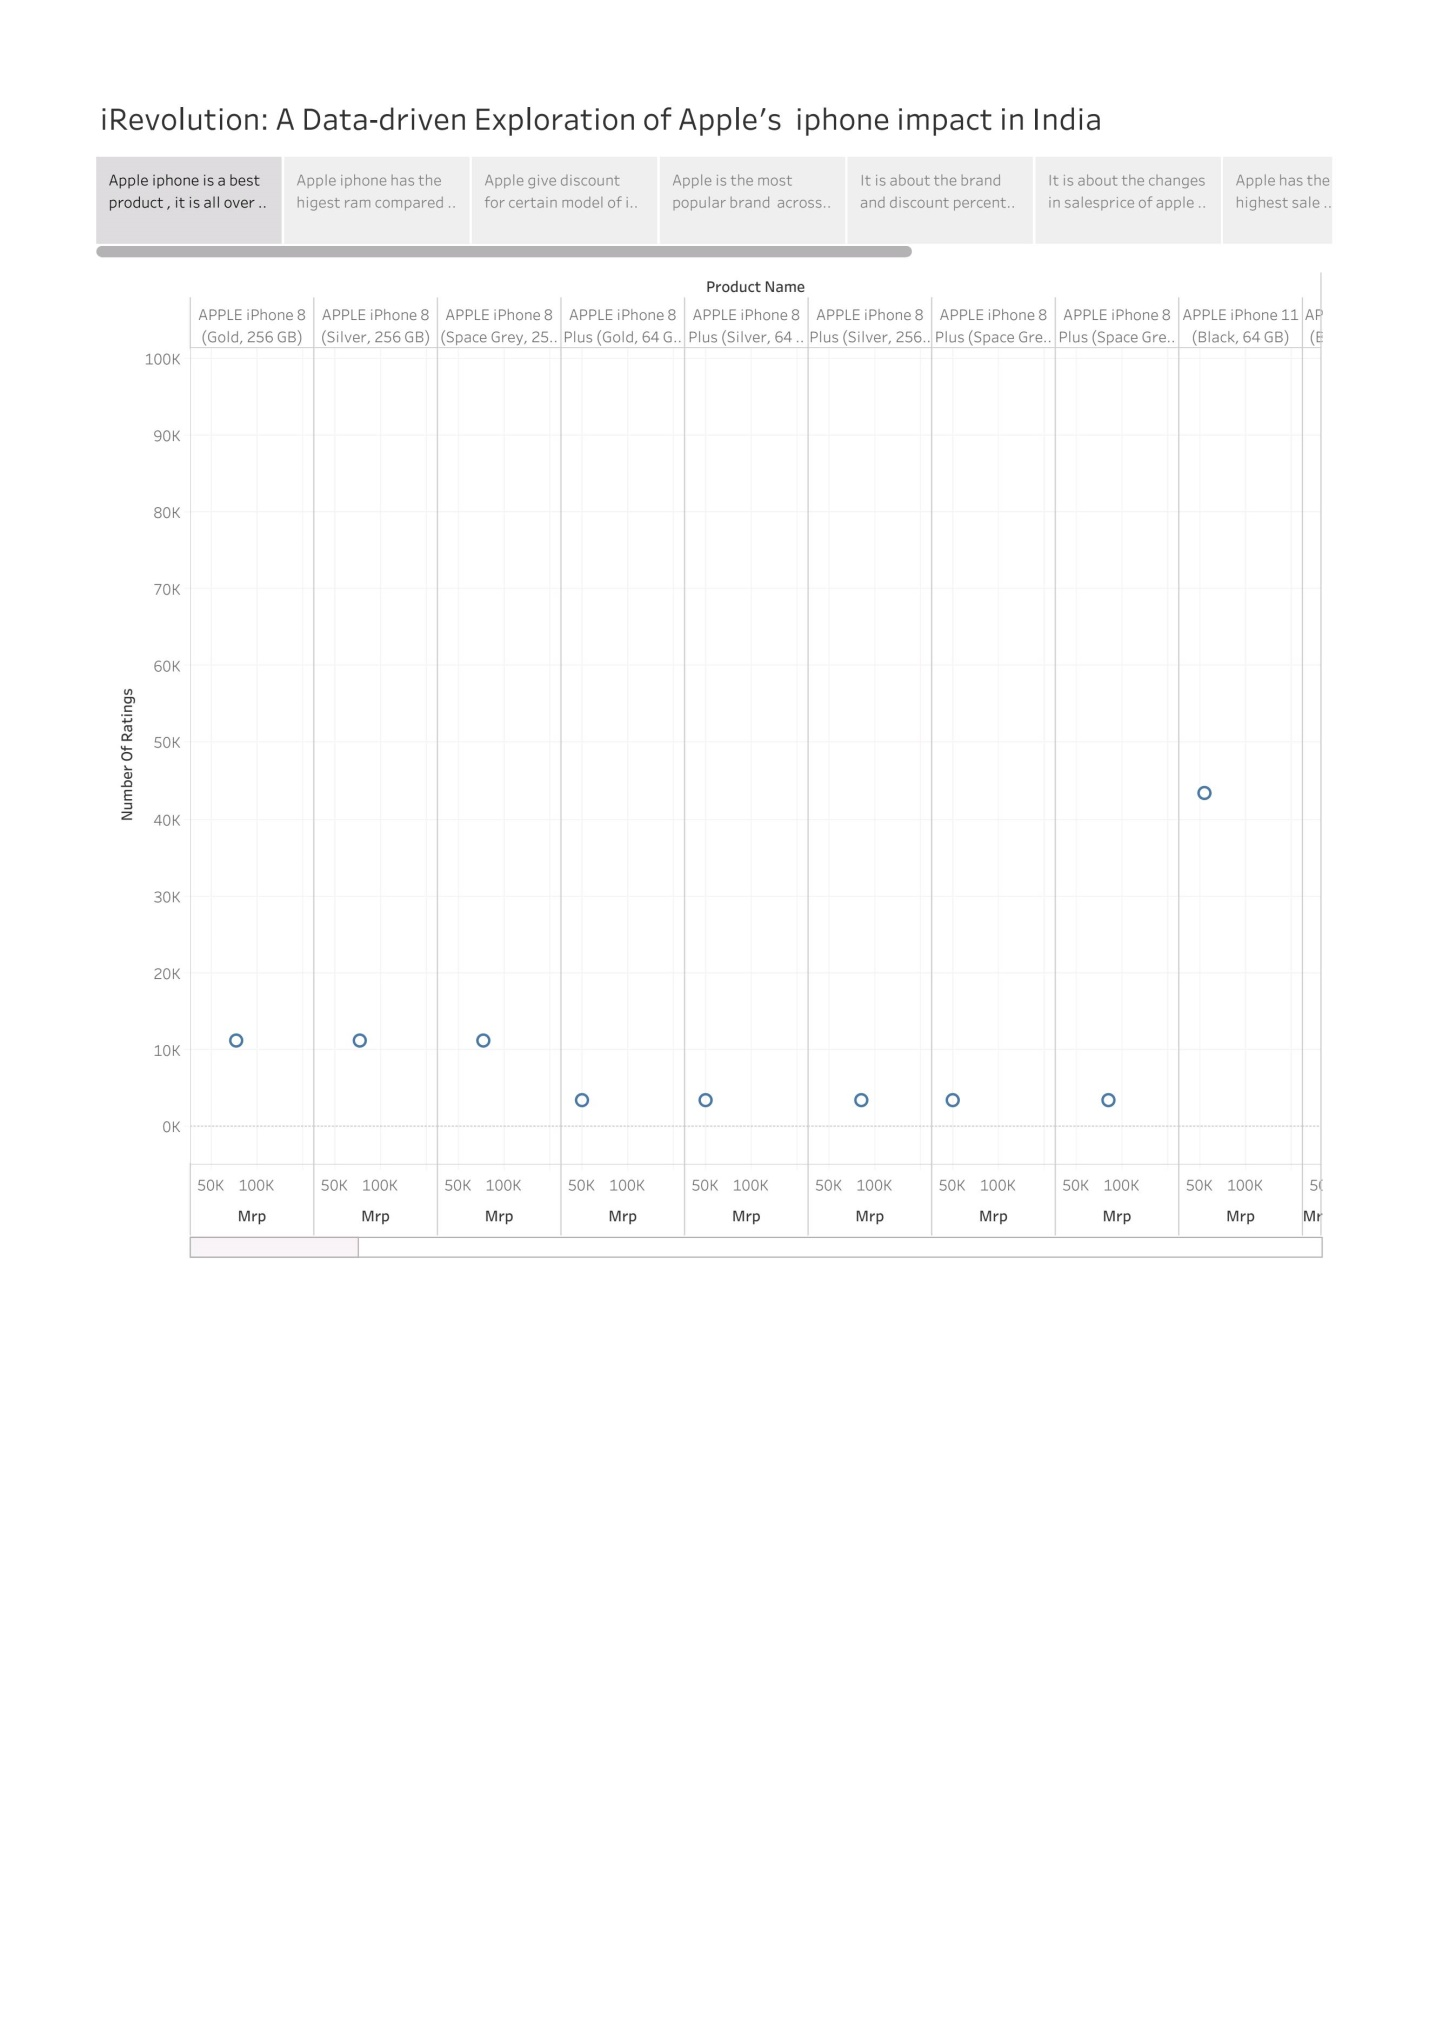 iRevolution: A Data-driven Exploration of Apple's  iphone impact in India
Apple iphone is a best
product , it is all over ..
Apple iphone has the
higest ram compared ..
Apple give discount
for certain model of i..
Apple is the most
popular brand  across..
It is about the brand
and discount percent..
It is about the changes
in salesprice of apple ..
Apple has the
highest sale ..
Product Name
APPLE iPhone 8
(Gold, 256 GB)
APPLE iPhone 8
(Silver, 256 GB)
APPLE iPhone 8
(Space Grey, 25..
APPLE iPhone 8
Plus (Gold, 64 G..
APPLE iPhone 8
Plus (Silver, 64 ..
APPLE iPhone 8
Plus (Silver, 256..
APPLE iPhone 8
Plus (Space Gre..
APPLE iPhone 8
Plus (Space Gre..
APPLE iPhone 11
(Black, 64 GB)
100K
90K
80K
70K
60K
50K
40K
30K
20K
10K
0K
Number Of Ratings
50K 100K
50K 100K
50K 100K
50K 100K
50K 100K
50K 100K
50K 100K
50K 100K
50K 100K
Mrp
Mrp
Mrp
Mrp
Mrp
Mrp
Mrp
Mrp
Mrp